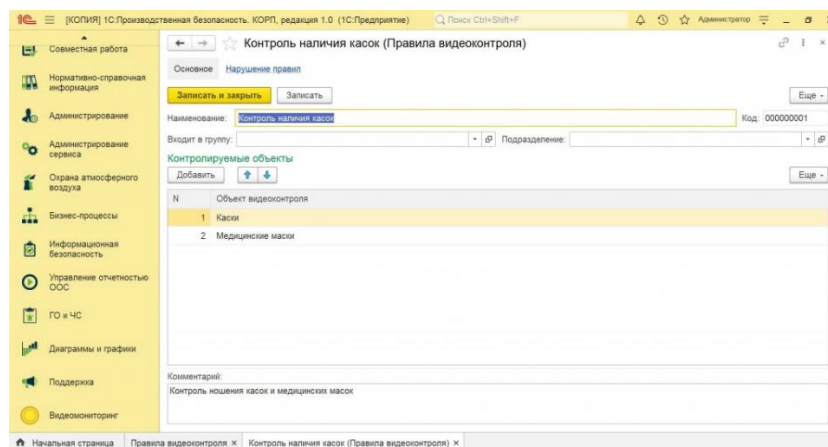 1С [КОПИЯ] 1С:Производственная безопасность. КОРП, редакция 1.0 (1С:Предприятие) Поиск Ctrl+Shift+F Администратор
Совместная работа
Нормативно-справочная
информация
Администрирование
Администрирование
сервиса
Охрана атмосферного
воздуха
Бизнес-процессы
Информационная
безопасность
Управление отчетностью
ООС
ГО и ЧС
Диаграммы и графики
Поддержка
Видеомониторинг
Контроль наличия касок (Правила видеоконтроля)
Основное Нарушение правил
Записать и закрыть Записать Еще
Наименование: Контроль наличия касок Код: 000000001
Входит в группу: Подразделение:
Контролируемые объекты
Добавить Еще
N Объект видеоконтроля
1 Каски
2 Медицинские маски
Комментарий:
Контроль ношения касок и медицинских масок
Начальная страница Правила видеоконтроля × Контроль наличия касок (Правила видеоконтроля) ×